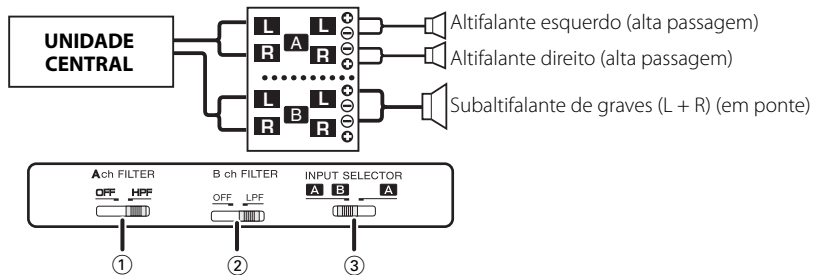 UNIDADE CENTRAL
L L
R A R
L L
R B R
Altifalante esquerdo (alta passagem)
Altifalante direito (alta passagem)
Subaltifalante de graves (L + R) (em ponte)
A ch FILTER
OFF HPF
B ch FILTER
OFF LPF
INPUT SELECTOR
A B A
① ② ③